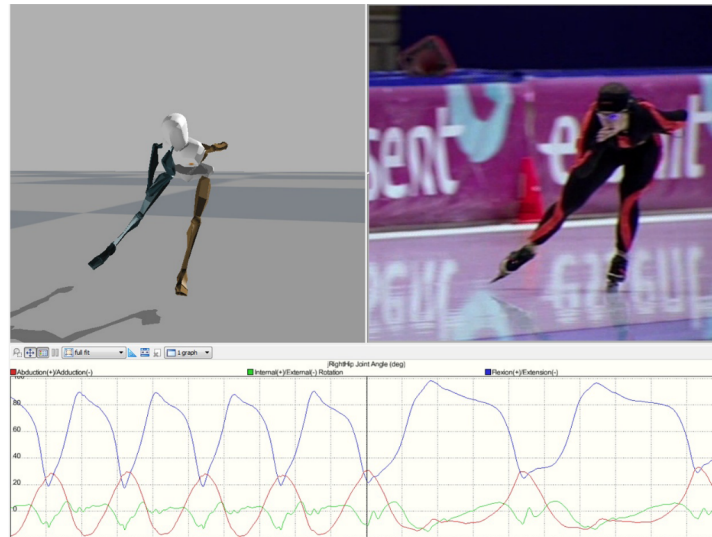 sent
essent
full fit
1 graph
RightHip Joint Angle (deg)
Abduction(+)/Adduction(-)
Internal(+)/External(-) Rotation
Flexion(+)/Extension(-)
80
60
40
20
0